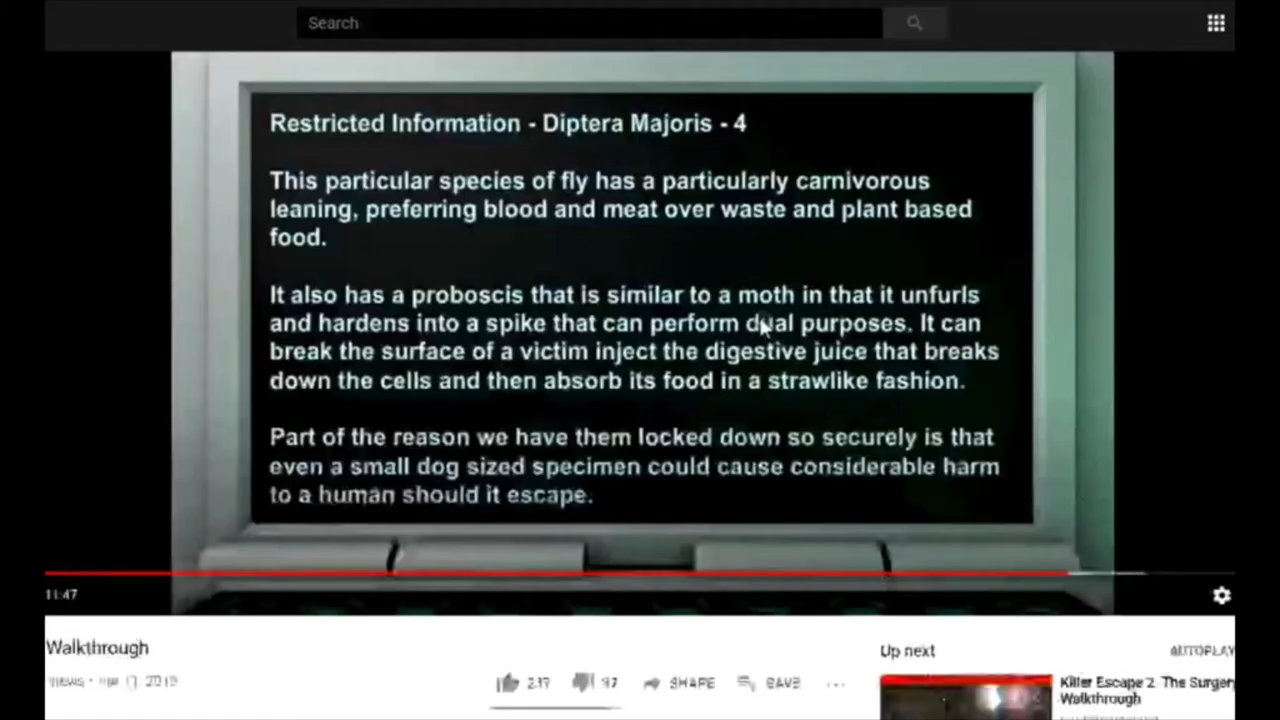 Search
Restricted Information - Diptera Majoris - 4
This particular species of fly has a particularly carnivorous
leaning, preferring blood and meat over waste and plant based
food.
It also has a proboscis that is similar to a moth in that it unfurls
and hardens into a spike that can perform dual purposes. It can
break the surface of a victim inject the digestive juice that breaks
down the cells and then absorb its food in a strawlike fashion.
Part of the reason we have them locked down so securely is that
even a small dog sized specimen could cause considerable harm
to a human should it escape.
11:47
Walkthrough
Up next
AUTOPLAY
SHARE
SAVE
Killer Escape 2 The Surgery
Walkthrough